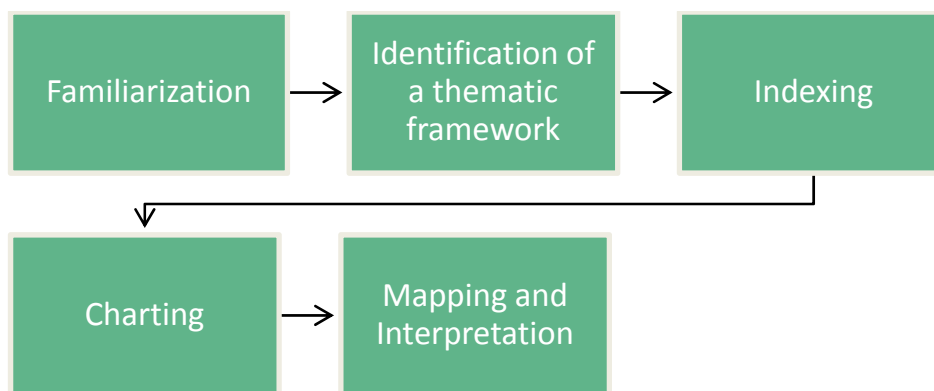 Familiarization
Identification of
a thematic
framework
Indexing
Charting
Mapping and
Interpretation